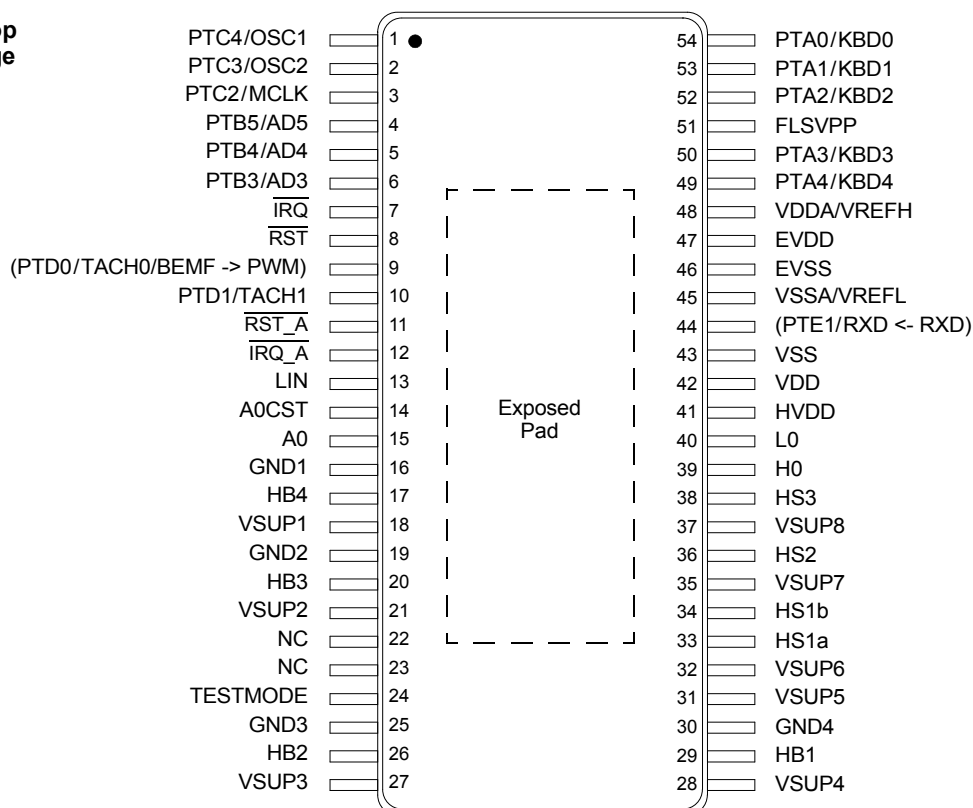 op
ge
PTC4/OSC1 1 54 PTA0/KBD0
PTC3/OSC2 2 53 PTA1/KBD1
PTC2/MCLK 3 52 PTA2/KBD2
PTB5/AD5 4 51 FLSVPP
PTB4/AD4 5 50 PTA3/KBD3
PTB3/AD3 6 49 PTA4/KBD4
IRQ 7 48 VDDA/VREFH
RST 8 47 EVDD
(PTD0/TACH0/BEMF -> PWM) 9 46 EVSS
PTD1/TACH1 10 45 VSSA/VREFL
RST_A 11 44 (PTE1/RXD <- RXD)
IRQ_A 12 43 VSS
LIN 13 42 VDD
A0CST 14 41 HVDD
A0 15 40 L0
GND1 16 39 H0
HB4 17 38 HS3
VSUP1 18 37 VSUP8
GND2 19 36 HS2
HB3 20 35 VSUP7
VSUP2 21 34 HS1b
NC 22 33 HS1a
NC 23 32 VSUP6
TESTMODE 24 31 VSUP5
GND3 25 30 GND4
HB2 26 29 HB1
VSUP3 27 28 VSUP4
Exposed
Pad